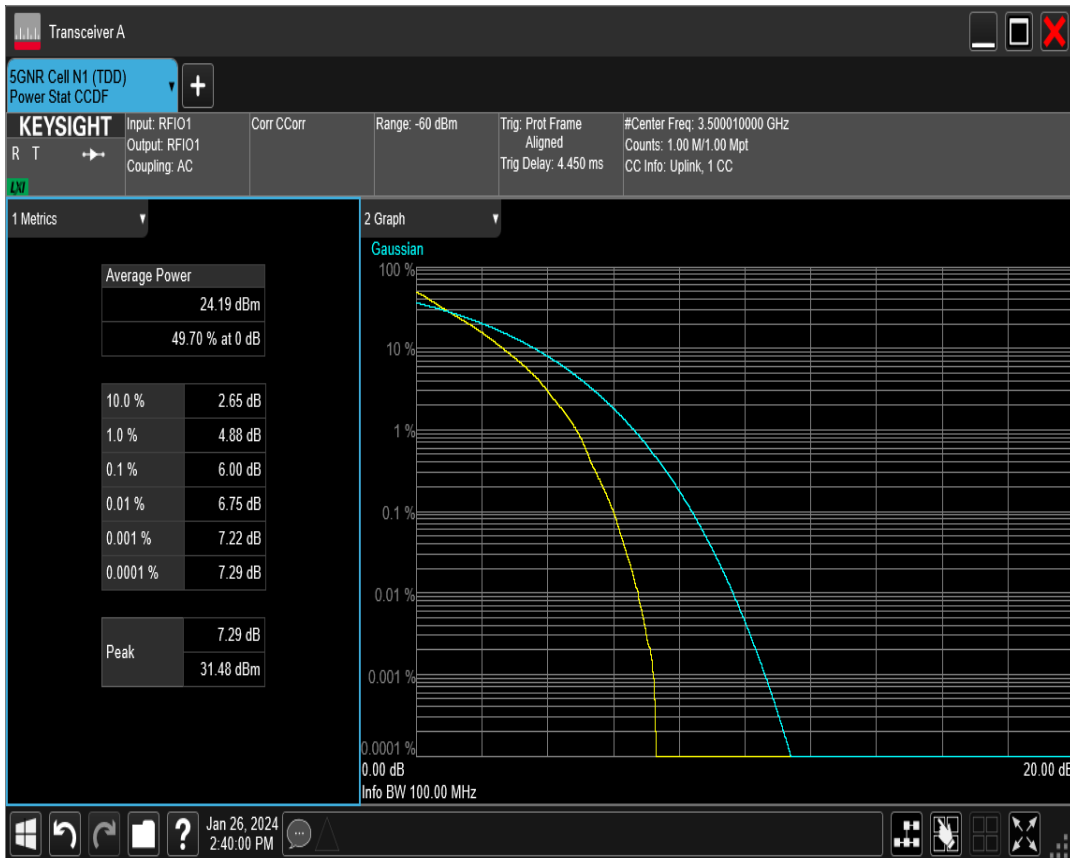 Transceiver A
5GNR Cell N1 (TDD)
Power Stat CCDF
+
KEYSIGHT
R T
LXI
Input: RFIO1
Output: RFIO1
Coupling: AC
Corr CCorr
Range: -60 dBm
Trig: Prot Frame
Aligned
Trig Delay: 4.450 ms
#Center Freq: 3.500010000 GHz
Counts: 1.00 M/1.00 Mpt
CC Info: Uplink, 1 CC
1 Metrics
Average Power
24.19 dBm
49.70 % at 0 dB
10.0 % 2.65 dB
1.0 % 4.88 dB
0.1 % 6.00 dB
0.01 % 6.75 dB
0.001 % 7.22 dB
0.0001 % 7.29 dB
Peak
7.29 dB
31.48 dBm
2 Graph
Gaussian
100 %
10 %
1 %
0.1 %
0.01 %
0.001 %
0.0001 %
0.00 dB 20.00 dB
Info BW 100.00 MHz
?
Jan 26, 2024
2:40:00 PM